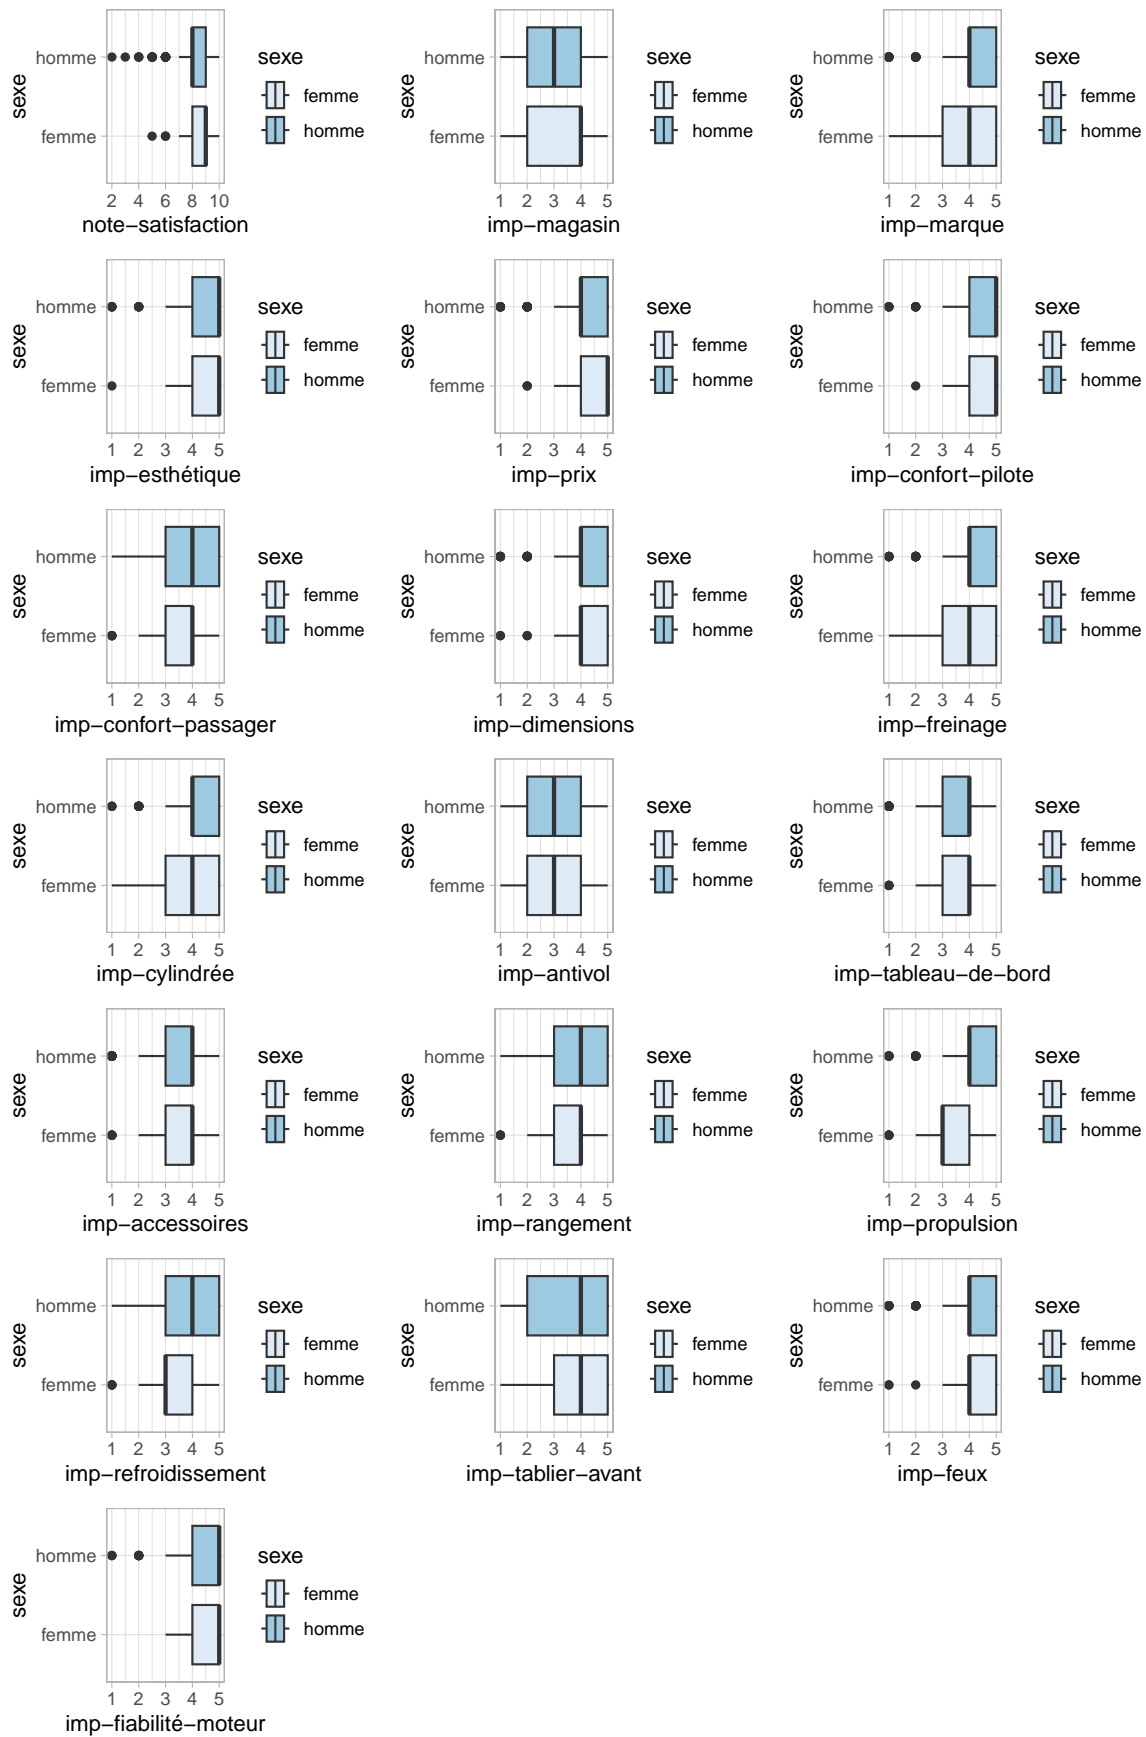 sexe
homme
femme
2 4 6 8 10
note−satisfaction
sexe
femme
homme
sexe
1 2 3 4 5
imp−magasin
sexe
femme
homme
sexe
homme
femme
1 2 3 4 5
imp−marque
sexe
femme
homme
sexe
homme
femme
1 2 3 4 5
imp−esthétique
sexe
femme
homme
sexe
homme
femme
1 2 3 4 5
imp−prix
sexe
femme
homme
sexe
homme
femme
1 2 3 4 5
imp−confort−pilote
sexe
femme
homme
sexe
homme
femme
1 2 3 4 5
imp−confort−passager
sexe
femme
homme
sexe
homme
femme
1 2 3 4 5
imp−dimensions
sexe
femme
homme
sexe
homme
femme
1 2 3 4 5
imp−freinage
sexe
femme
homme
sexe
homme
femme
1 2 3 4 5
imp−cylindrée
sexe
femme
homme
sexe
homme
femme
1 2 3 4 5
imp−antivol
sexe
femme
homme
sexe
homme
femme
1 2 3 4 5
imp−tableau−de−bord
sexe
femme
homme
sexe
homme
femme
1 2 3 4 5
imp−accessoires
sexe
femme
homme
sexe
homme
femme
1 2 3 4 5
imp−rangement
sexe
femme
homme
sexe
homme
femme
1 2 3 4 5
imp−propulsion
sexe
femme
homme
sexe
homme
femme
1 2 3 4 5
imp−refroidissement
sexe
femme
homme
sexe
homme
femme
1 2 3 4 5
imp−tablier−avant
sexe
femme
homme
sexe
homme
femme
1 2 3 4 5
imp−feux
sexe
femme
homme
sexe
homme
femme
1 2 3 4 5
imp−fiabilité−moteur
sexe
femme
homme